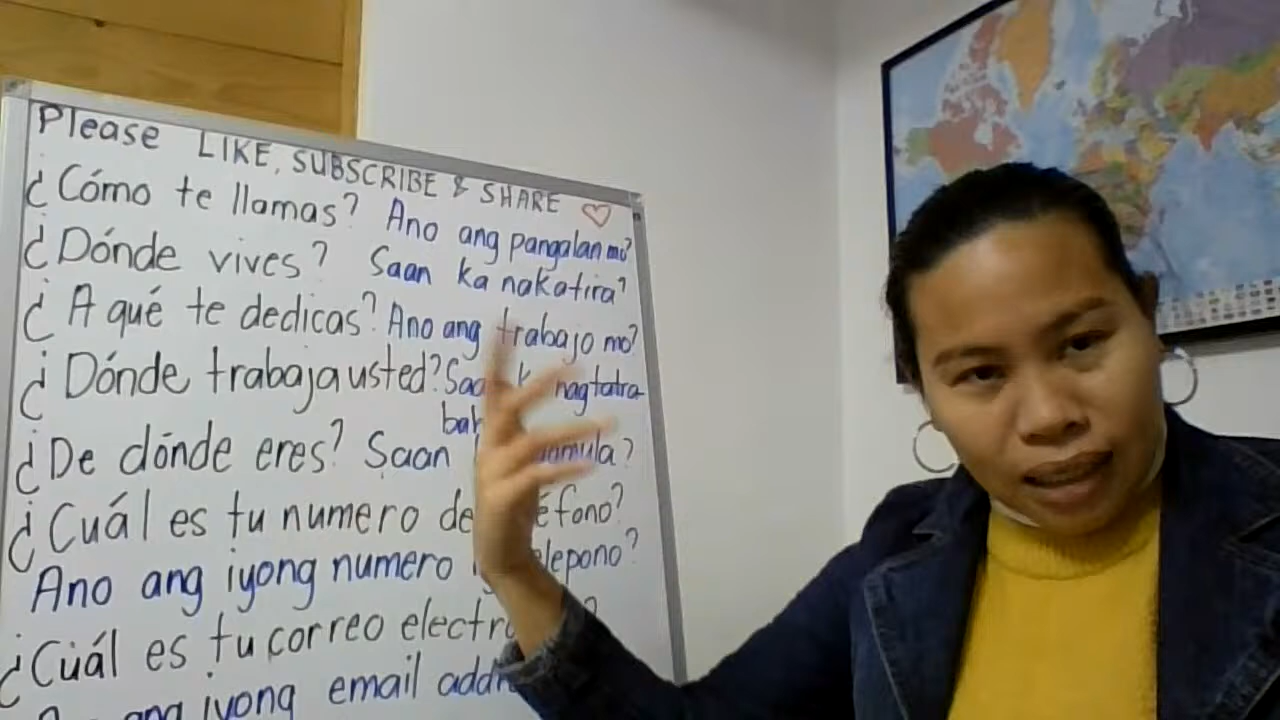 Please LIKE, SUBSCRIBE & SHARE
¿Cómo te llamas? Ano ang pangalan mo?
¿Dónde vives? Saan ka nakatira?
¿A qué te dedicas? Ano ang trabajo mo?
¿Dónde trabaja usted? nagtatra-
¿De dónde eres? Saan
¿Cuál es tu numero de
Ano ang iyong numero
¿Cuál es tu correo
ang iyong email